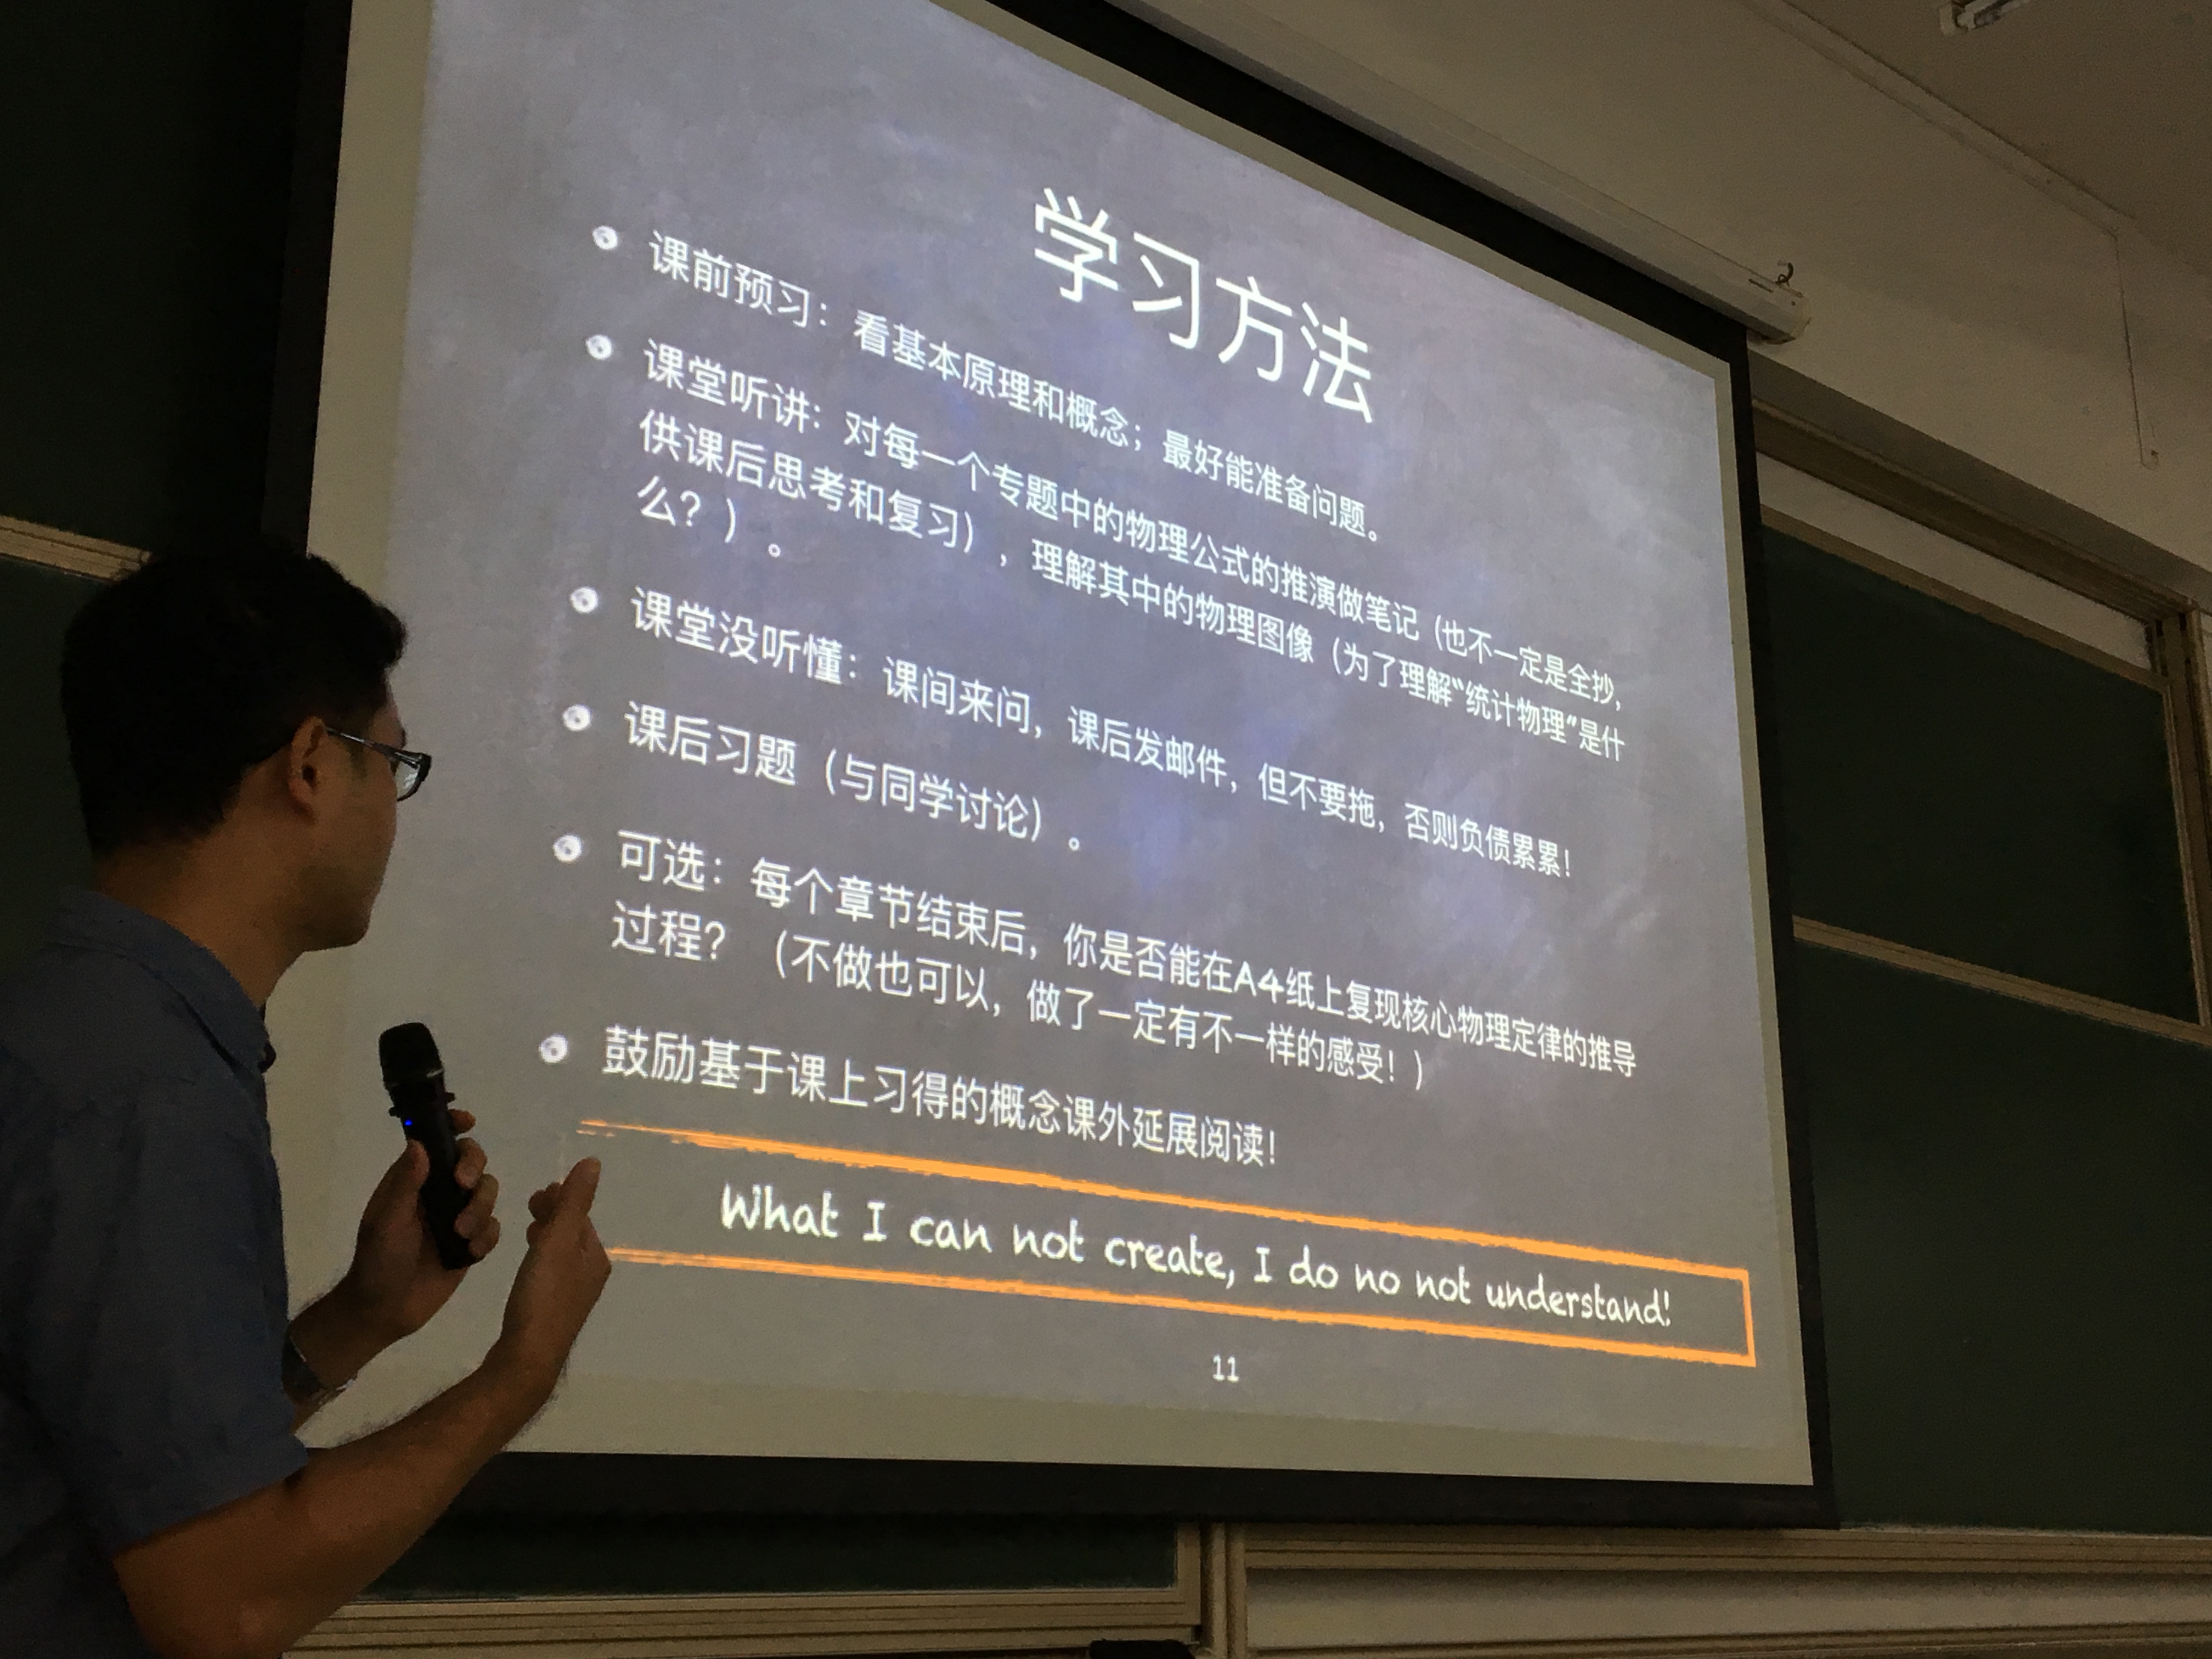 学习方法
课前预习：看基本原理和概念；最好能准备问题。
课堂听讲：对每一个专题中的物理公式的推演做笔记（也不一定是全抄，
供课后思考和复习），理解其中的物理图像（为了理解“统计物理”是什
么？）。
课堂没听懂：课间来问，课后发邮件，但不要拖，否则负债累累！
课后习题（与同学讨论）。
可选：每个章节结束后，你是否能在A4纸上复现核心物理定律的推导
过程？（不做也可以，做了一定有不一样的感受！）
鼓励基于课上习得的概念课外延展阅读！
What I can not create, I do no not understand!
11